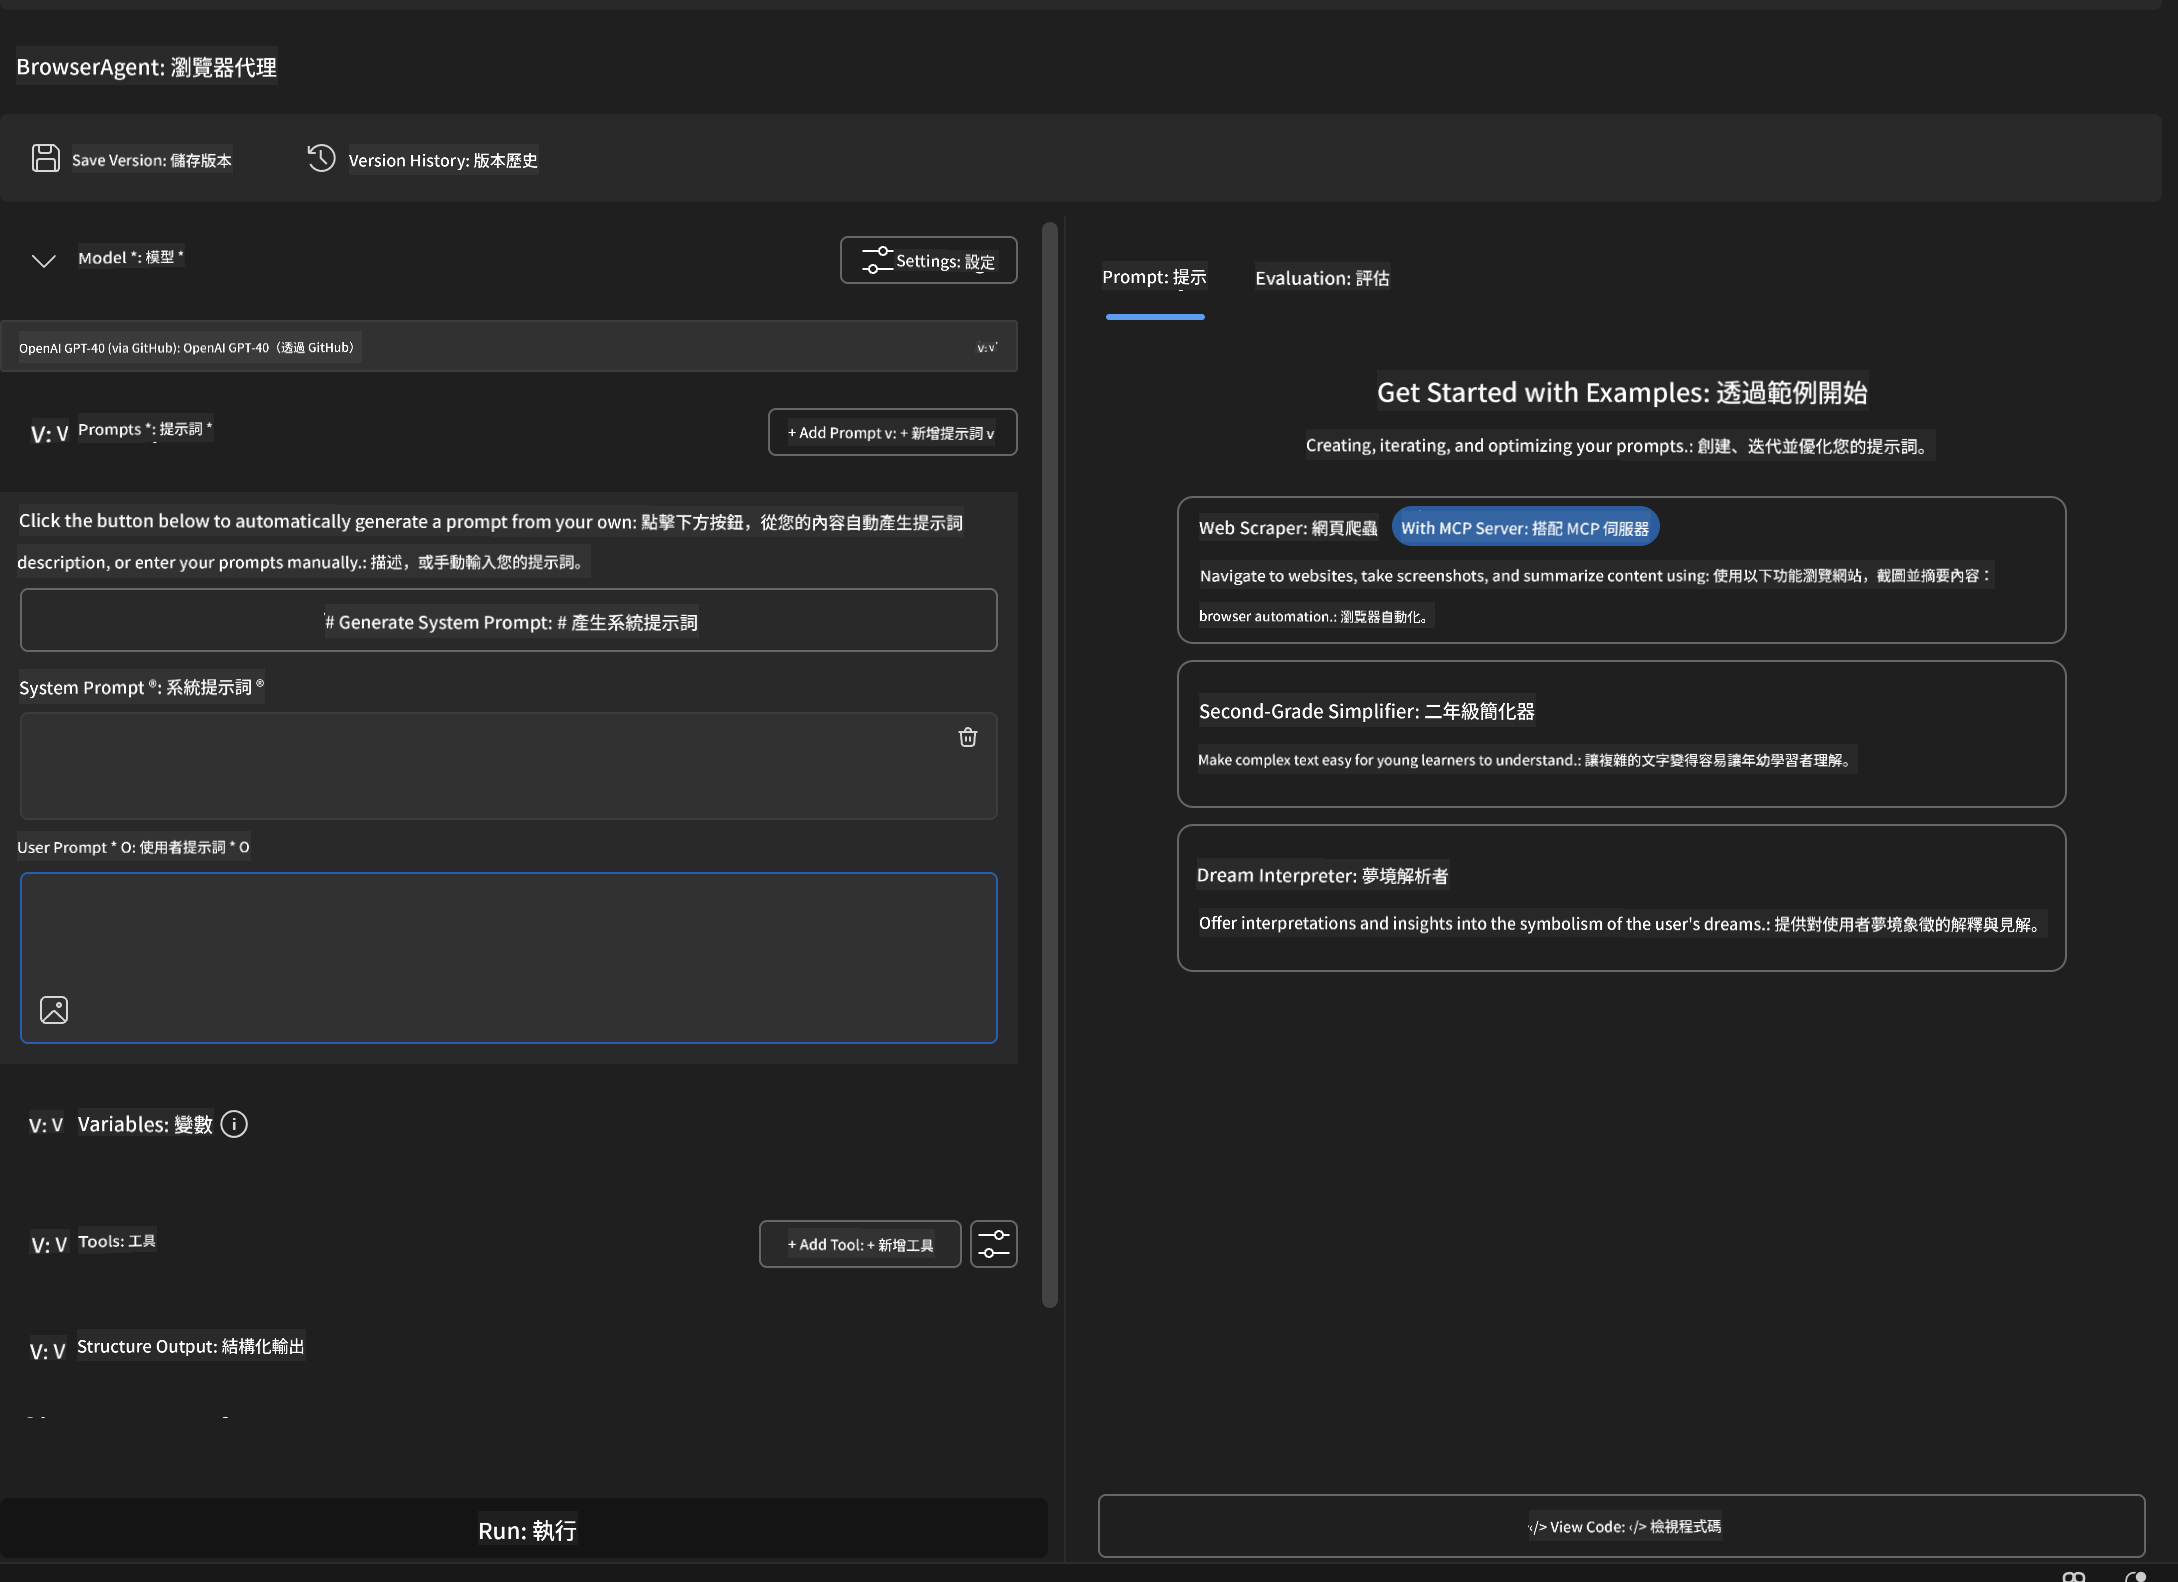 BrowserAgent: 瀏覽器代理
Save Version: 儲存版本
Version History: 版本歷史
Model *: 模型 *
Settings: 設定
OpenAI GPT-40 (via GitHub): OpenAI GPT-40（透過 GitHub）
v: v
V: V Prompts *: 提示詞 *
+ Add Prompt v: + 新增提示詞 v
Click the button below to automatically generate a prompt from your own: 點擊下方按鈕，從您的內容自動產生提示詞
description, or enter your prompts manually.: 描述，或手動輸入您的提示詞。
# Generate System Prompt: # 產生系統提示詞
System Prompt ®: 系統提示詞 ®
User Prompt * O: 使用者提示詞 * O
V: V Variables: 變數
V: V Tools: 工具
+ Add Tool: + 新增工具
V: V Structure Output: 結構化輸出
Run: 執行
Prompt: 提示
Evaluation: 評估
Get Started with Examples: 透過範例開始
Creating, iterating, and optimizing your prompts.: 創建、迭代並優化您的提示詞。
Web Scraper: 網頁爬蟲
With MCP Server: 搭配 MCP 伺服器
Navigate to websites, take screenshots, and summarize content using: 使用以下功能瀏覽網站，截圖並摘要內容：
browser automation.: 瀏覽器自動化。
Second-Grade Simplifier: 二年級簡化器
Make complex text easy for young learners to understand.: 讓複雜的文字變得容易讓年幼學習者理解。
Dream Interpreter: 夢境解析者
Offer interpretations and insights into the symbolism of the user's dreams.: 提供對使用者夢境象徵的解釋與見解。
</> View Code: </> 檢視程式碼